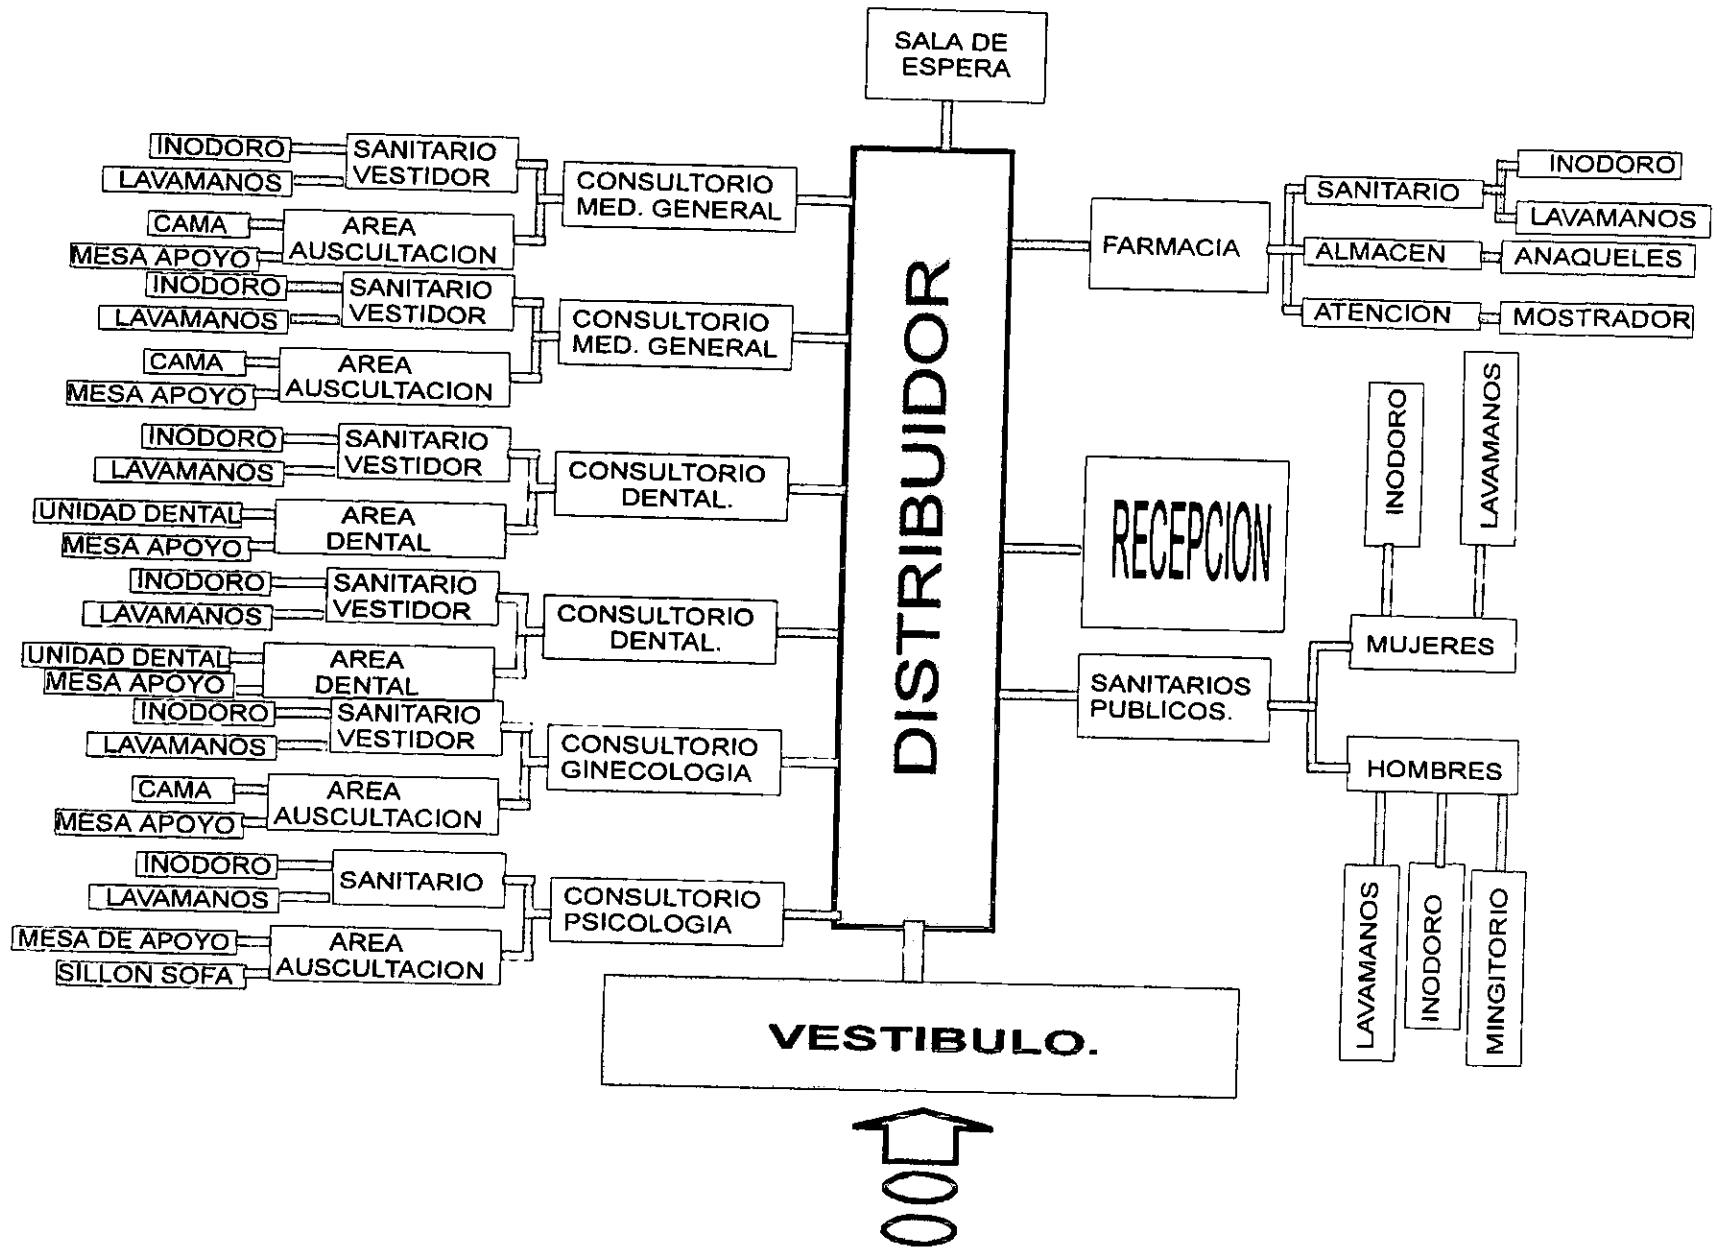 SALA DE
ESPERA
INODORO
LAVAMANOS
SANITARIO
VESTIDOR
CAMA
MESA APOYO
AREA
AUSCULTACION
CONSULTORIO
MED. GENERAL
INODORO
LAVAMANOS
SANITARIO
VESTIDOR
CAMA
MESA APOYO
AREA
AUSCULTACION
CONSULTORIO
MED. GENERAL
INODORO
LAVAMANOS
SANITARIO
VESTIDOR
UNIDAD DENTAL
MESA APOYO
AREA
DENTAL
CONSULTORIO
DENTAL.
INODORO
LAVAMANOS
SANITARIO
VESTIDOR
UNIDAD DENTAL
MESA APOYO
AREA
DENTAL
CONSULTORIO
DENTAL.
INODORO
LAVAMANOS
SANITARIO
VESTIDOR
CAMA
MESA APOYO
AREA
AUSCULTACION
CONSULTORIO
GINECOLOGIA
INODORO
LAVAMANOS
SANITARIO
MESA DE APOYO
SILLON SOFA
AREA
AUSCULTACION
CONSULTORIO
PSICOLOGIA
DISTRIBUIDOR
FARMACIA
SANITARIO
INODORO
LAVAMANOS
ALMACEN
ANAQUELES
ATENCION
MOSTRADOR
RECEPCION
SANITARIOS
PUBLICOS.
INODORO
LAVAMANOS
MUJERES
HOMBRES
LAVAMANOS
INODORO
MINGITORIO
VESTIBULO.